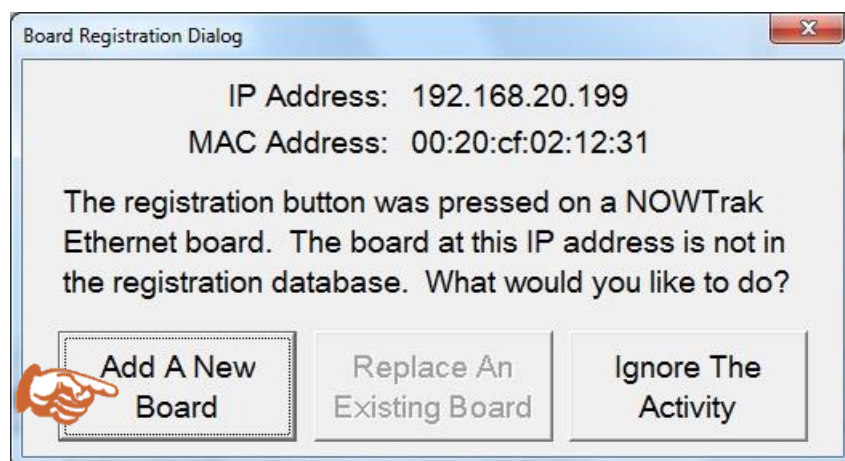 Board Registration Dialog
IP Address: 192.168.20.199
MAC Address: 00:20:cf:02:12:31
The registration button was pressed on a NOWTrak
Ethernet board. The board at this IP address is not in
the registration database. What would you like to do?
Add A New
Board
Replace An
Existing Board
Ignore The
Activity